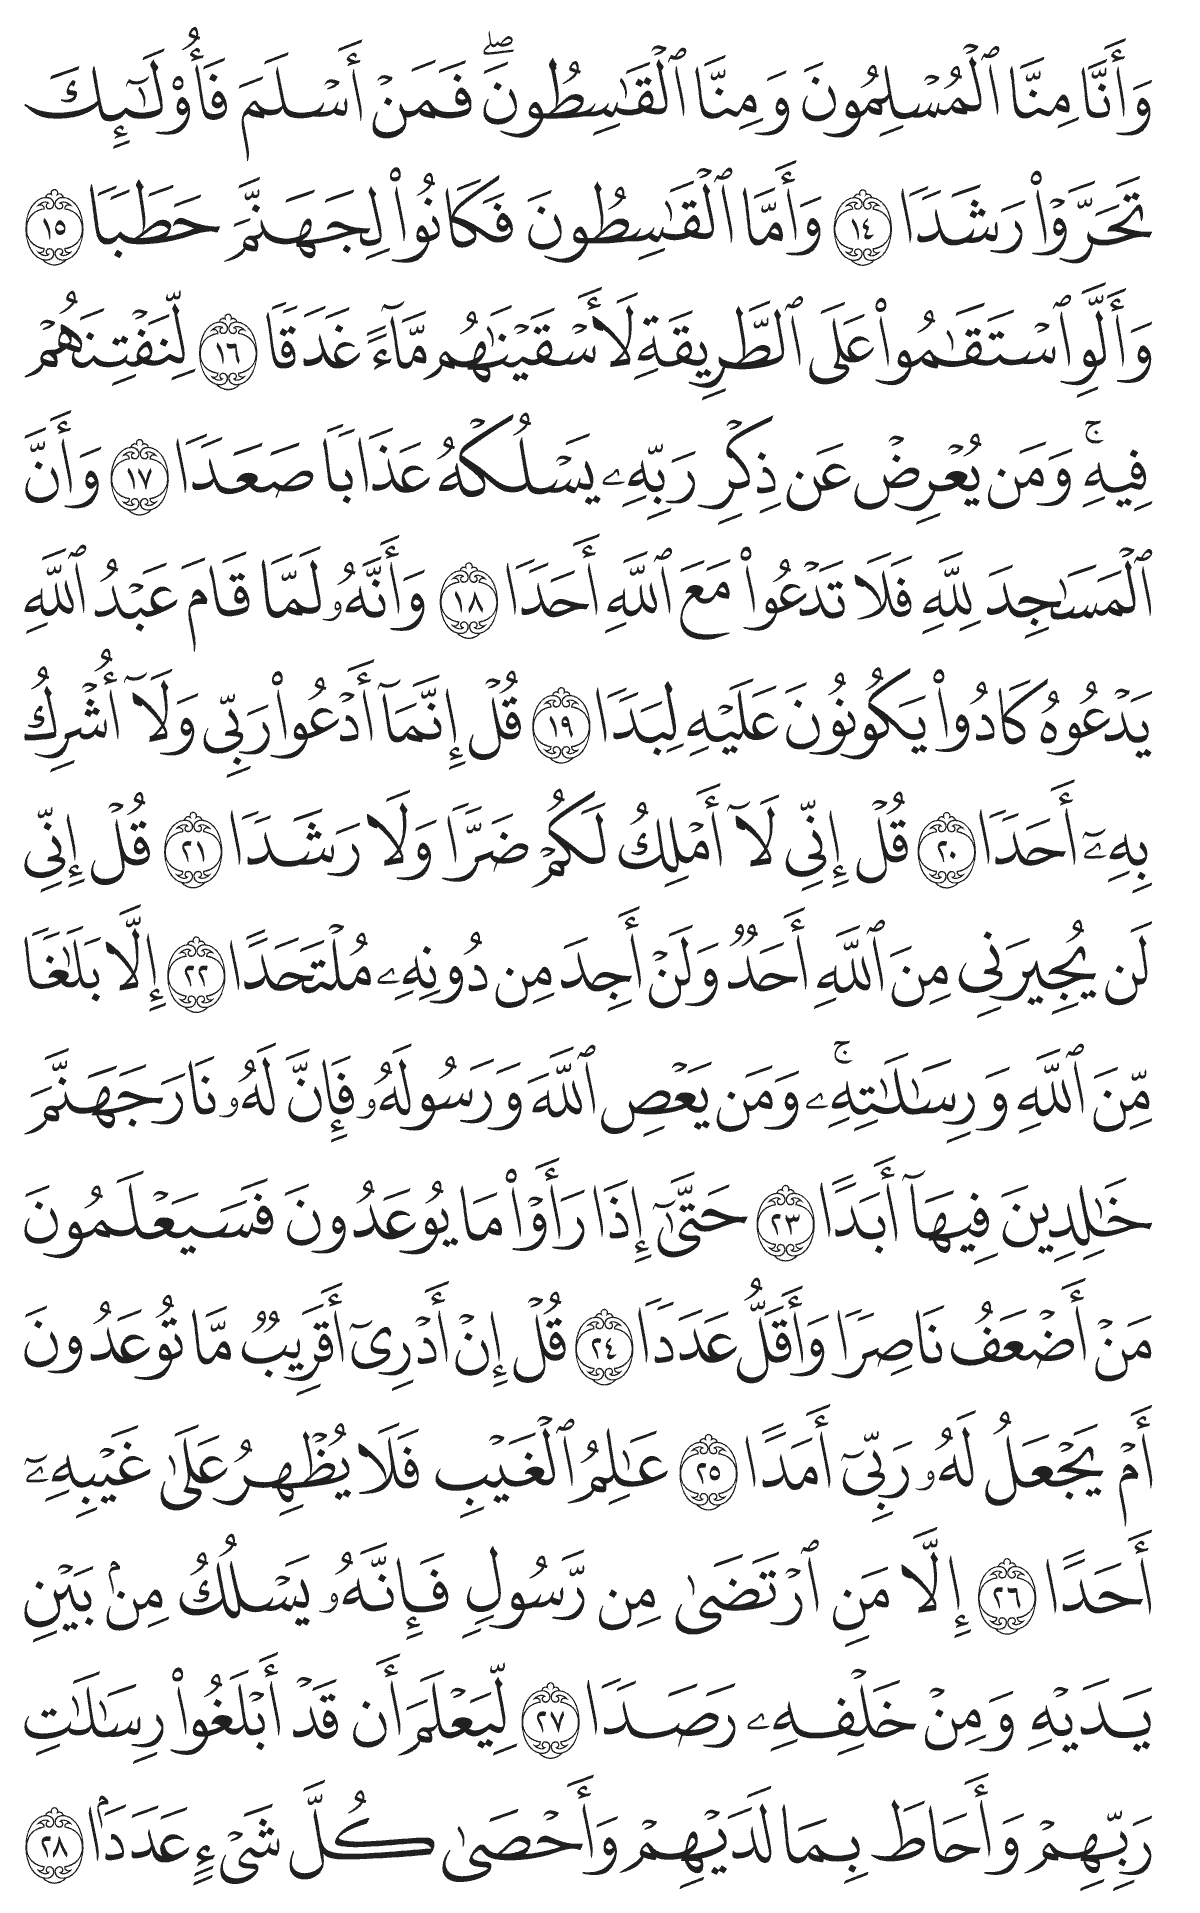 وَأَنَّا مِنَّا ٱلْمُسْلِمُونَ وَمِنَّا ٱلْقَٰسِطُونَۖ فَمَنْ أَسْلَمَ فَأُو۟لَٰٓئِكَ
تَحَرَّوْا۟ رَشَدًا ١٤ وَأَمَّا ٱلْقَٰسِطُونَ فَكَانُوا۟ لِجَهَنَّمَ حَطَبًا ١٥
وَأَلَّوِ ٱسْتَقَٰمُوا۟ عَلَى ٱلطَّرِيقَةِ لَأَسْقَيْنَٰهُم مَّآءً غَدَقًا ١٦ لِّنَفْتِنَهُمْ
فِيهِۚ وَمَن يُعْرِضْ عَن ذِكْرِ رَبِّهِۦ يَسْلُكْهُ عَذَابًا صَعَدًا ١٧ وَأَنَّ
ٱلْمَسَٰجِدَ لِلَّهِ فَلَا تَدْعُوا۟ مَعَ ٱللَّهِ أَحَدًا ١٨ وَأَنَّهُۥ لَمَّا قَامَ عَبْدُ ٱللَّهِ
يَدْعُوهُ كَادُوا۟ يَكُونُونَ عَلَيْهِ لِبَدًا ١٩ قُلْ إِنَّمَآ أَدْعُوا۟ رَبِّى وَلَآ أُشْرِكُ
بِهِۦٓ أَحَدًا ٢٠ قُلْ إِنِّى لَآ أَمْلِكُ لَكُمْ ضَرًّا وَلَا رَشَدًا ٢١ قُلْ إِنِّى
لَن يُجِيرَنِى مِنَ ٱللَّهِ أَحَدٌ وَلَنْ أَجِدَ مِن دُونِهِۦ مُلْتَحَدًا ٢٢ إِلَّا بَلَٰغًا
مِّنَ ٱللَّهِ وَرِسَٰلَٰتِهِۦۚ وَمَن يَعْصِ ٱللَّهَ وَرَسُولَهُۥ فَإِنَّ لَهُۥ نَارَ جَهَنَّمَ
خَٰلِدِينَ فِيهَآ أَبَدًا ٢٣ حَتَّىٰٓ إِذَا رَأَوْا۟ مَا يُوعَدُونَ فَسَيَعْلَمُونَ
مَنْ أَضْعَفُ نَاصِرًا وَأَقَلُّ عَدَدًا ٢٤ قُلْ إِنْ أَدْرِىٓ أَقَرِيبٌ مَّا تُوعَدُونَ
أَمْ يَجْعَلُ لَهُۥ رَبِّىٓ أَمَدًا ٢٥ عَٰلِمُ ٱلْغَيْبِ فَلَا يُظْهِرُ عَلَىٰ غَيْبِهِۦٓ
أَحَدًا ٢٦ إِلَّا مَنِ ٱرْتَضَىٰ مِن رَّسُولٍ فَإِنَّهُۥ يَسْلُكُ مِنۢ بَيْنِ
يَدَيْهِ وَمِنْ خَلْفِهِۦ رَصَدًا ٢٧ لِّيَعْلَمَ أَن قَدْ أَبْلَغُوا۟ رِسَٰلَٰتِ
رَبِّهِمْ وَأَحَاطَ بِمَا لَدَيْهِمْ وَأَحْصَىٰ كُلَّ شَىْءٍ عَدَدَۢا ٢٨